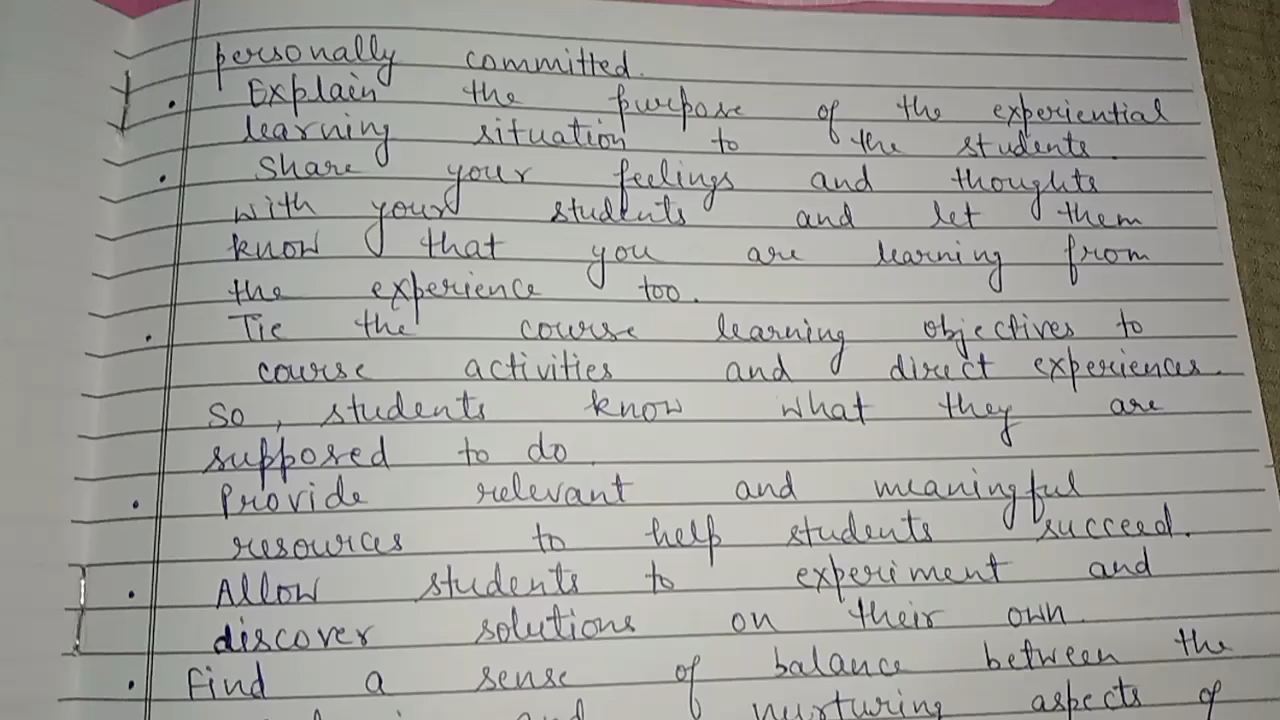 personally committed.
• Explain the purpose of the experiential
learning situation to the students.
• Share your feelings and thoughts
with your students and let them
know that you are learning from
the experience too.
• Tie the course learning objectives to
course activities and direct experiences.
So, students know what they are
supposed to do.
• Provide relevant and meaningful
resources to help students succeed.
• Allow students to experiment and
discover solutions on their own.
• Find a sense of balance between the
and nurturing aspects of